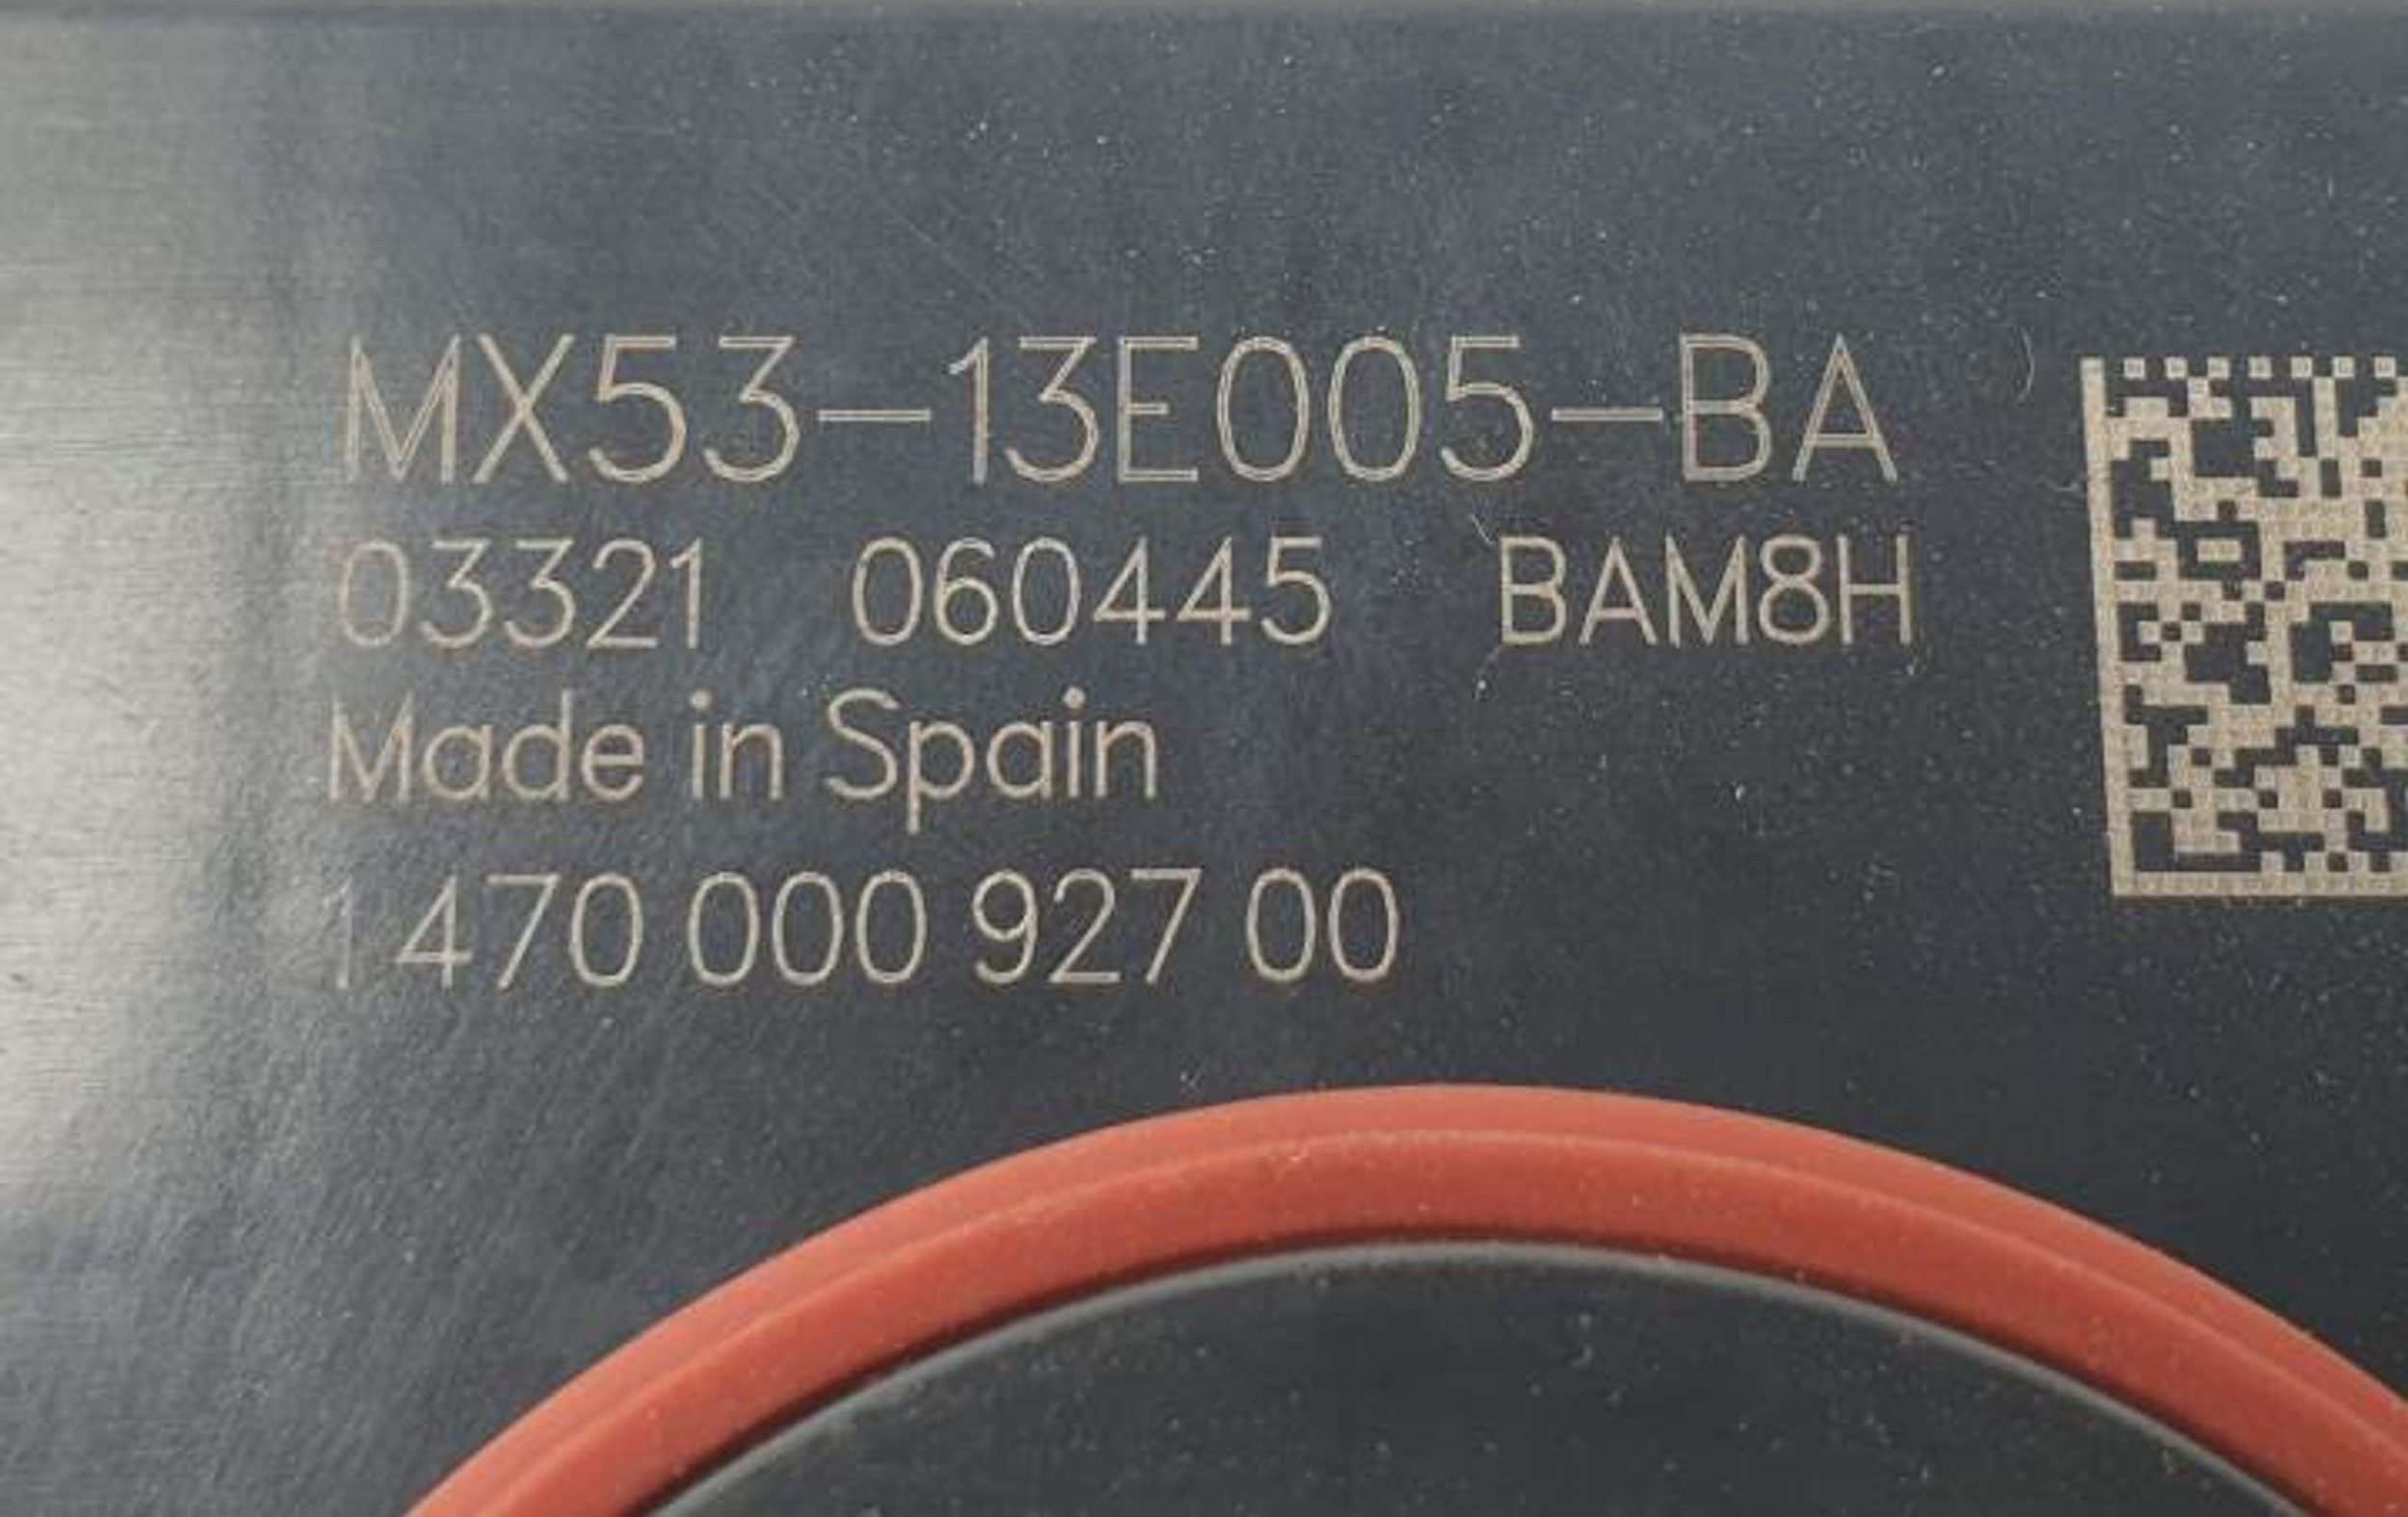 MX53-13E005-BA
03321 060445 BAM8H
Made in Spain
1 470 000 927 00